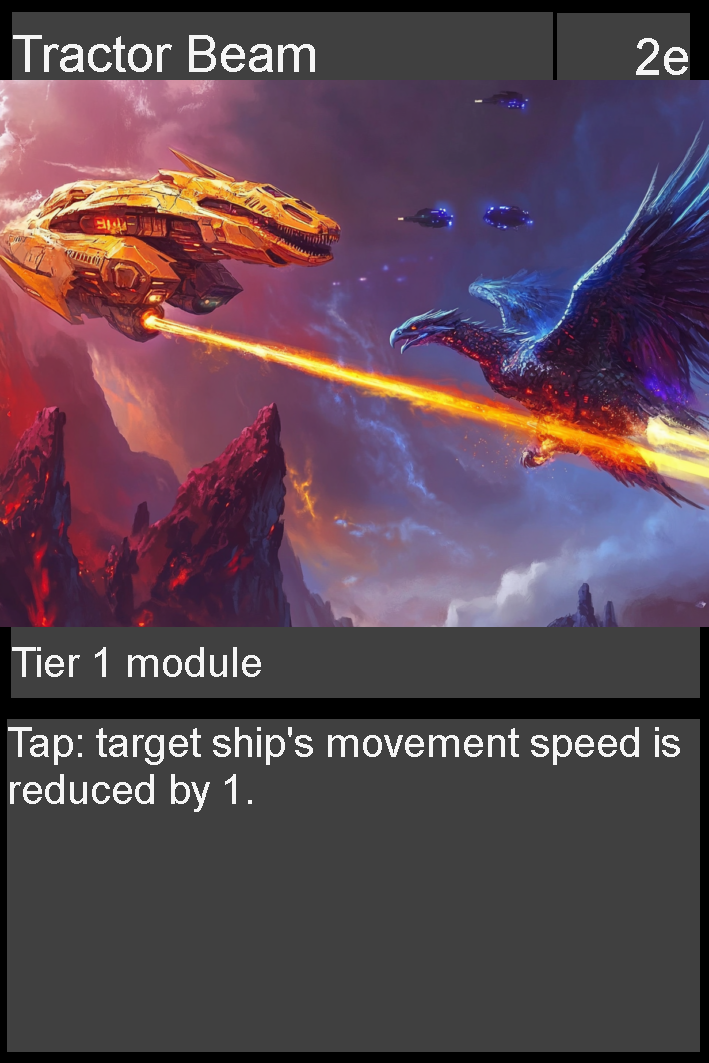 Tractor Beam
2e
Tier 1 module
Tap: target ship's movement speed is
reduced by 1.